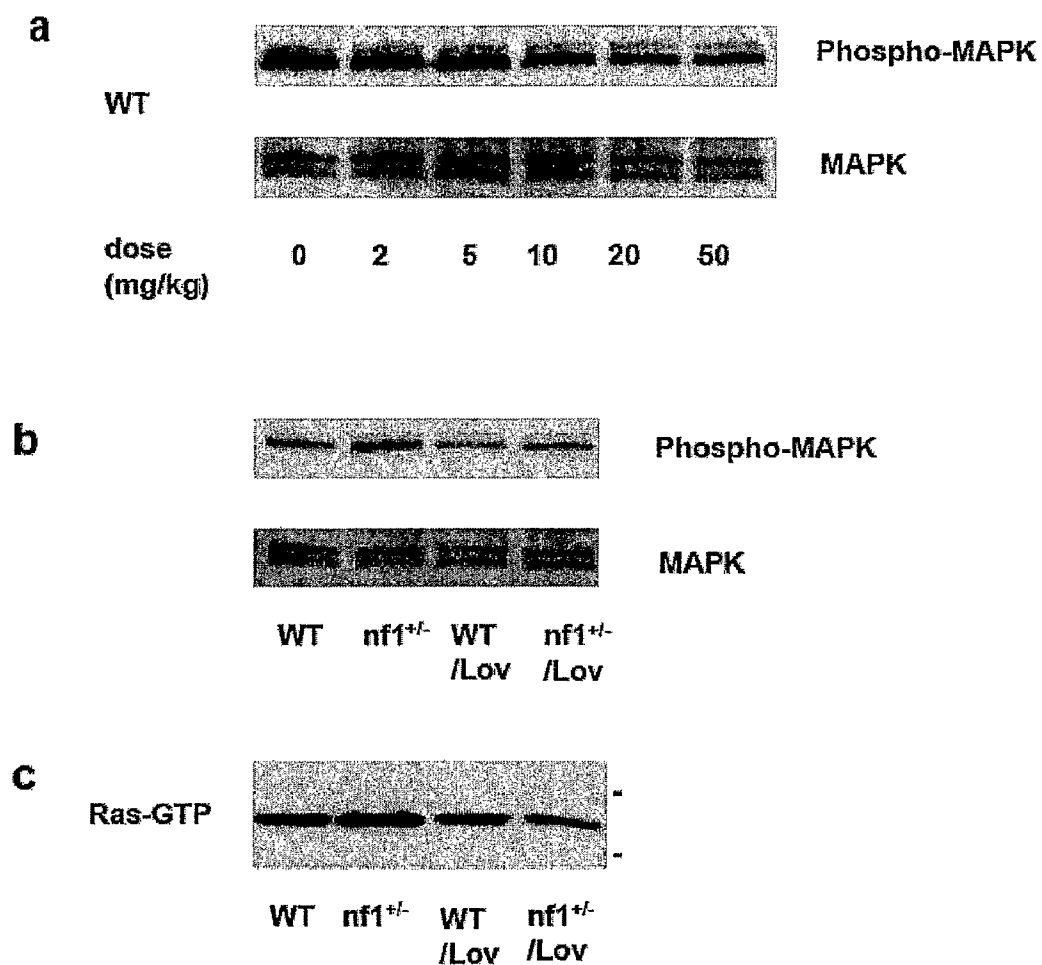 a
Phospho-MAPK
WT
MAPK
dose
(mg/kg)
0 2 5 10 20 50
b
Phospho-MAPK
MAPK
WT nf1+/- WT
/Lov nf1+/-
/Lov
c
Ras-GTP
WT nf1+/- WT
/Lov nf1+/-
/Lov